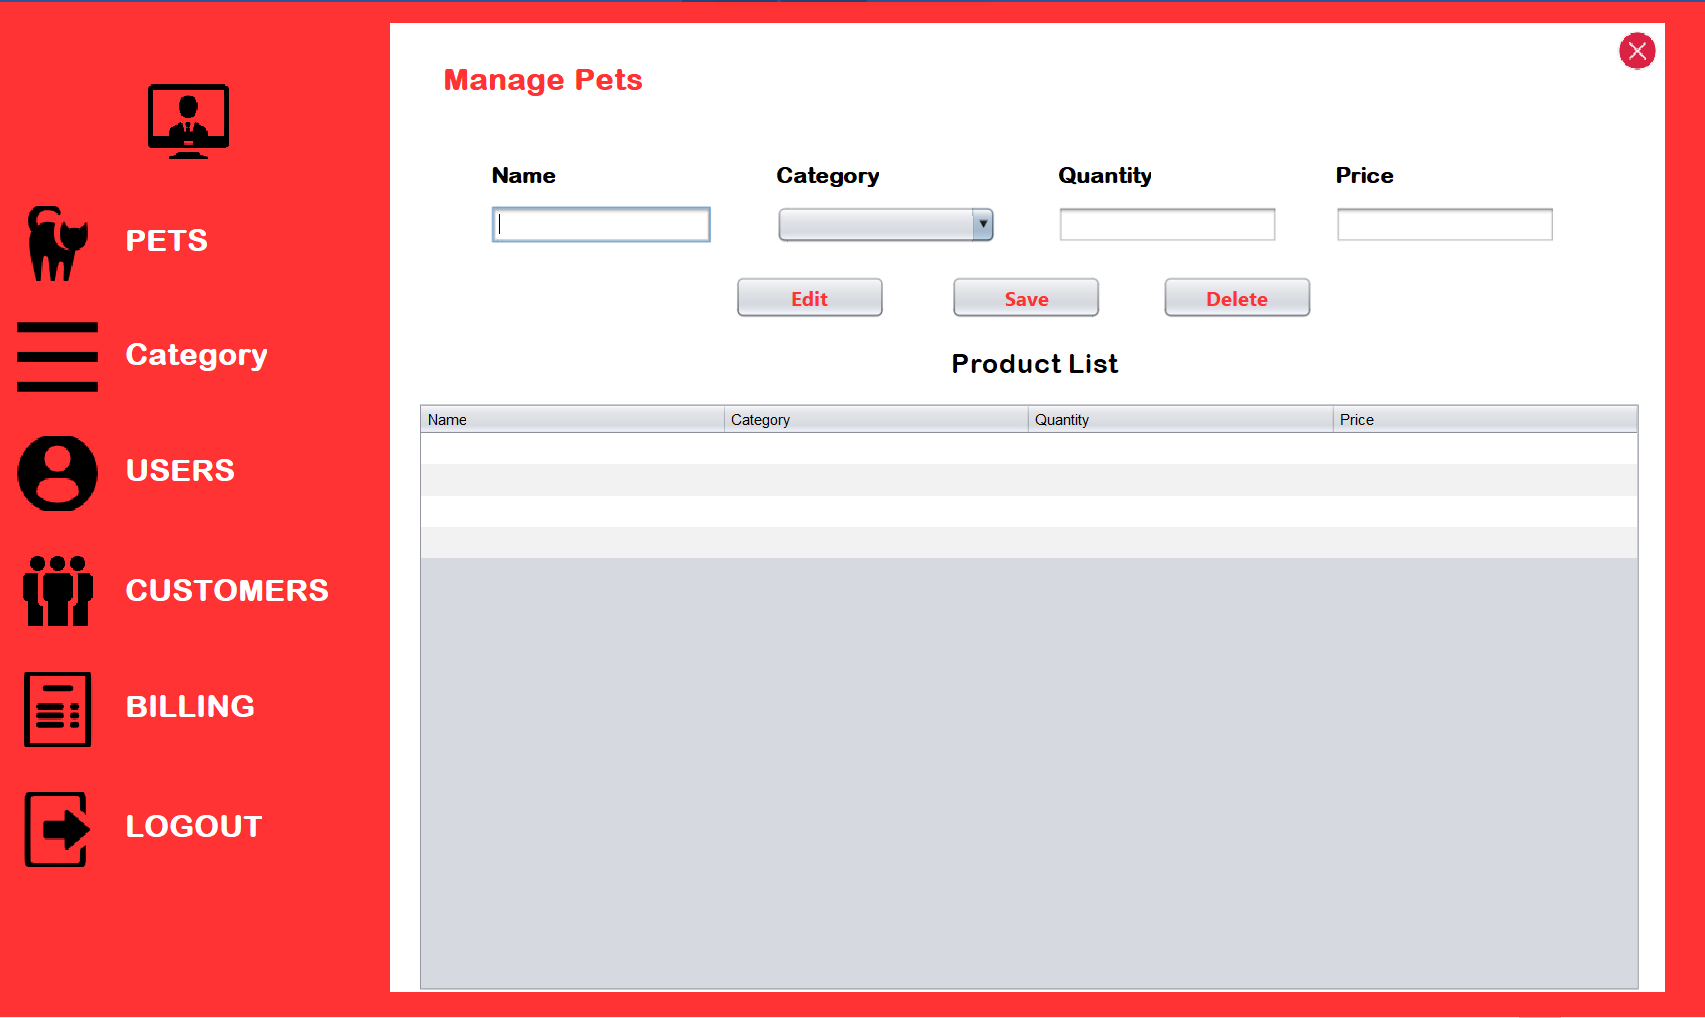 PETS
Category
USERS
CUSTOMERS
BILLING
LOGOUT
Manage Pets
Name Category Quantity Price
Edit Save Delete
Product List
Name Category Quantity Price